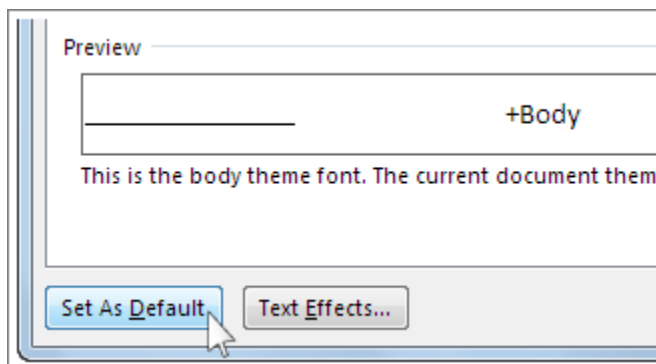 Preview
+Body
This is the body theme font. The current document them
Set As Default
Text Effects...